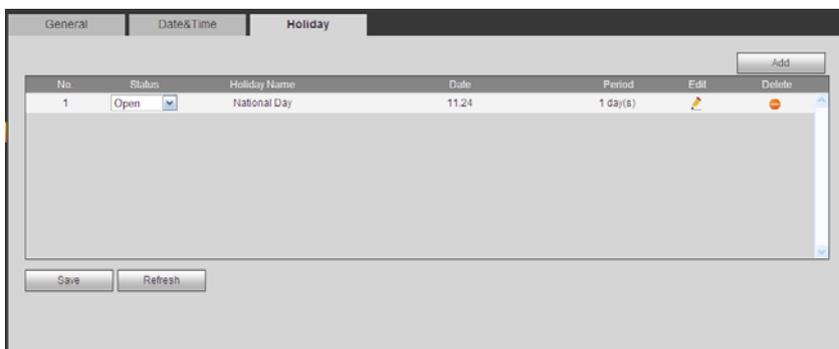 General Date&Time Holiday
Add
No. Status Holiday Name Date Period Edit Delete
1 Open National Day 11.24 1 day(s)
Save Refresh